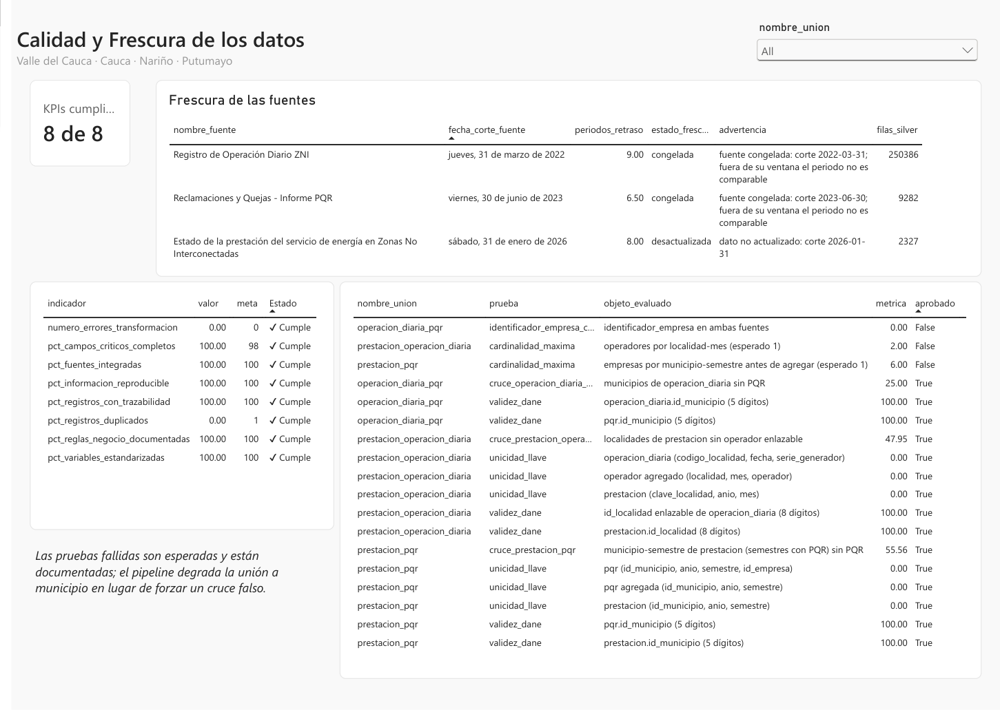 Calidad y Frescura de los datos
Valle del Cauca · Cauca · Nariño · Putumayo
nombre_union
All
KPIs cumpli...
8 de 8
Frescura de las fuentes
nombre_fuente fecha_corte_fuente periodos_retraso estado_fresc... advertencia filas_silver
Registro de Operación Diario ZNI jueves, 31 de marzo de 2022 9.00 congelada fuente congelada: corte 2022-03-31; 250386
fuera de su ventana el periodo no es
comparable
Reclamaciones y Quejas - Informe PQR viernes, 30 de junio de 2023 6.50 congelada fuente congelada: corte 2023-06-30; 9282
fuera de su ventana el periodo no es
comparable
Estado de la prestación del servicio de energía en Zonas No sábado, 31 de enero de 2026 8.00 desactualizada dato no actualizado: corte 2026-01- 2327
Interconectadas 31
indicador valor meta Estado
numero_errores_transformacion 0.00 0 ✓ Cumple
pct_campos_criticos_completos 100.00 98 ✓ Cumple
pct_fuentes_integradas 100.00 100 ✓ Cumple
pct_informacion_reproducible 100.00 100 ✓ Cumple
pct_registros_con_trazabilidad 100.00 100 ✓ Cumple
pct_registros_duplicados 0.00 1 ✓ Cumple
pct_reglas_negocio_documentadas 100.00 100 ✓ Cumple
pct_variables_estandarizadas 100.00 100 ✓ Cumple
Las pruebas fallidas son esperadas y están
documentadas; el pipeline degrada la unión a
municipio en lugar de forzar un cruce falso.
nombre_union prueba objeto_evaluado metrica aprobado
operacion_diaria_pqr identificador_empresa_c... identificador_empresa en ambas fuentes 0.00 False
prestacion_operacion_diaria cardinalidad_maxima operadores por localidad-mes (esperado 1) 2.00 False
prestacion_pqr cardinalidad_maxima empresas por municipio-semestre antes de agregar (esperado 1) 6.00 False
operacion_diaria_pqr cruce_operacion_diaria_... municipios de operacion_diaria sin PQR 25.00 True
operacion_diaria_pqr validez_dane operacion_diaria.id_municipio (5 dígitos) 100.00 True
operacion_diaria_pqr validez_dane pqr.id_municipio (5 dígitos) 100.00 True
prestacion_operacion_diaria cruce_prestacion_opera... localidades de prestacion sin operador enlazable 47.95 True
prestacion_operacion_diaria unicidad_llave operacion_diaria (codigo_localidad, fecha, serie_generador) 0.00 True
prestacion_operacion_diaria unicidad_llave operador agregado (localidad, mes, operador) 0.00 True
prestacion_operacion_diaria unicidad_llave prestacion (clave_localidad, anio, mes) 0.00 True
prestacion_operacion_diaria validez_dane id_localidad enlazable de operacion_diaria (8 dígitos) 100.00 True
prestacion_operacion_diaria validez_dane prestacion.id_localidad (8 dígitos) 100.00 True
prestacion_pqr cruce_prestacion_pqr municipio-semestre de prestacion (semestres con PQR) sin PQR 55.56 True
prestacion_pqr unicidad_llave pqr (id_municipio, anio, semestre, id_empresa) 0.00 True
prestacion_pqr unicidad_llave pqr agregada (id_municipio, anio, semestre) 0.00 True
prestacion_pqr unicidad_llave prestacion (id_municipio, anio, semestre) 0.00 True
prestacion_pqr validez_dane pqr.id_municipio (5 dígitos) 100.00 True
prestacion_pqr validez_dane prestacion.id_municipio (5 dígitos) 100.00 True